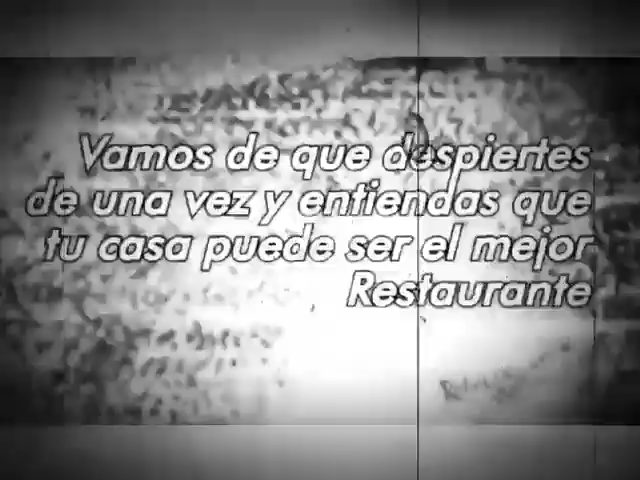 Vamos de que despiertes
de una vez y entiendas que
tu casa puede ser el mejor
Restaurante